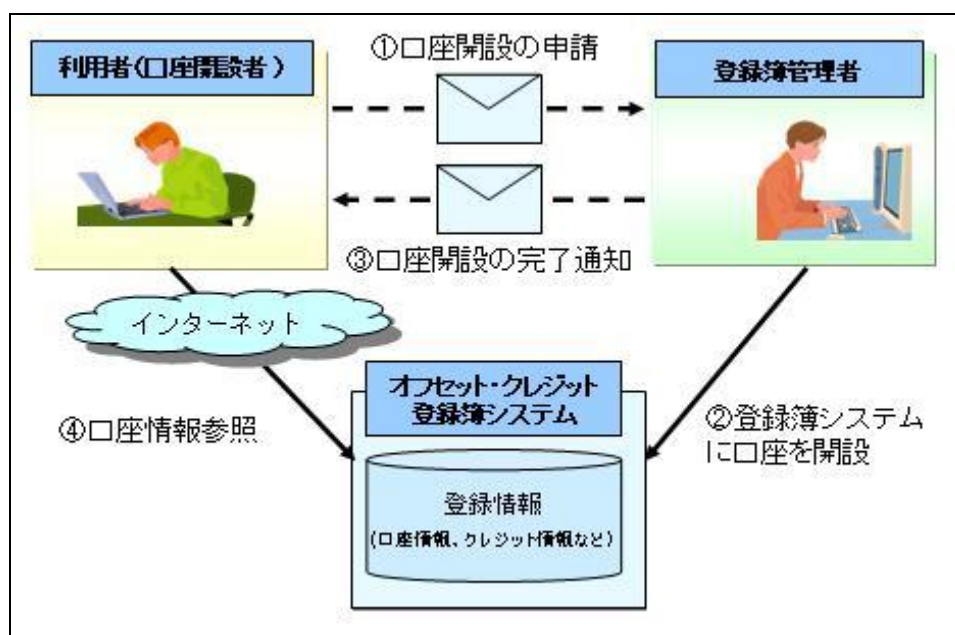 ①口座開設の申請
利用者(口座開設者)
登録簿管理者
③口座開設の完了通知
インターネット
オフセット・クレジット
登録簿システム
④口座情報参照
②登録簿システム
に口座を開設
登録情報
(口座情報、クレジット情報など)